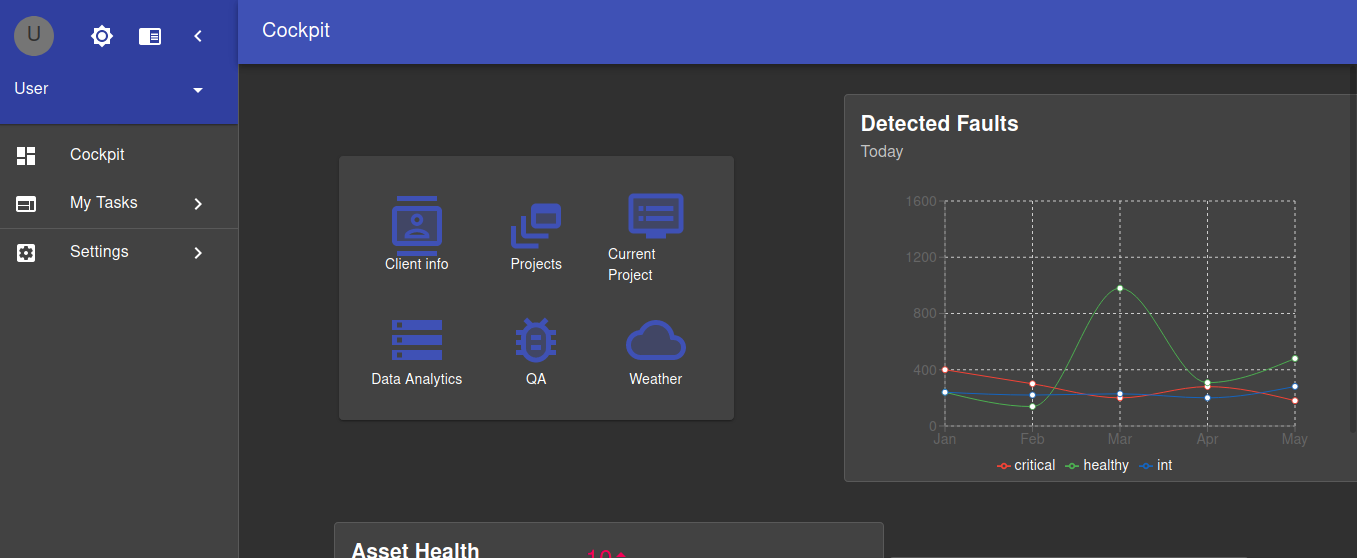 U
User
Cockpit
My Tasks
Settings
Cockpit
Client info
Projects
Current
Project
Data Analytics
QA
Weather
Detected Faults
Today
1600
1200
800
400
0
Jan Feb Mar Apr May
critical healthy int
Asset Health